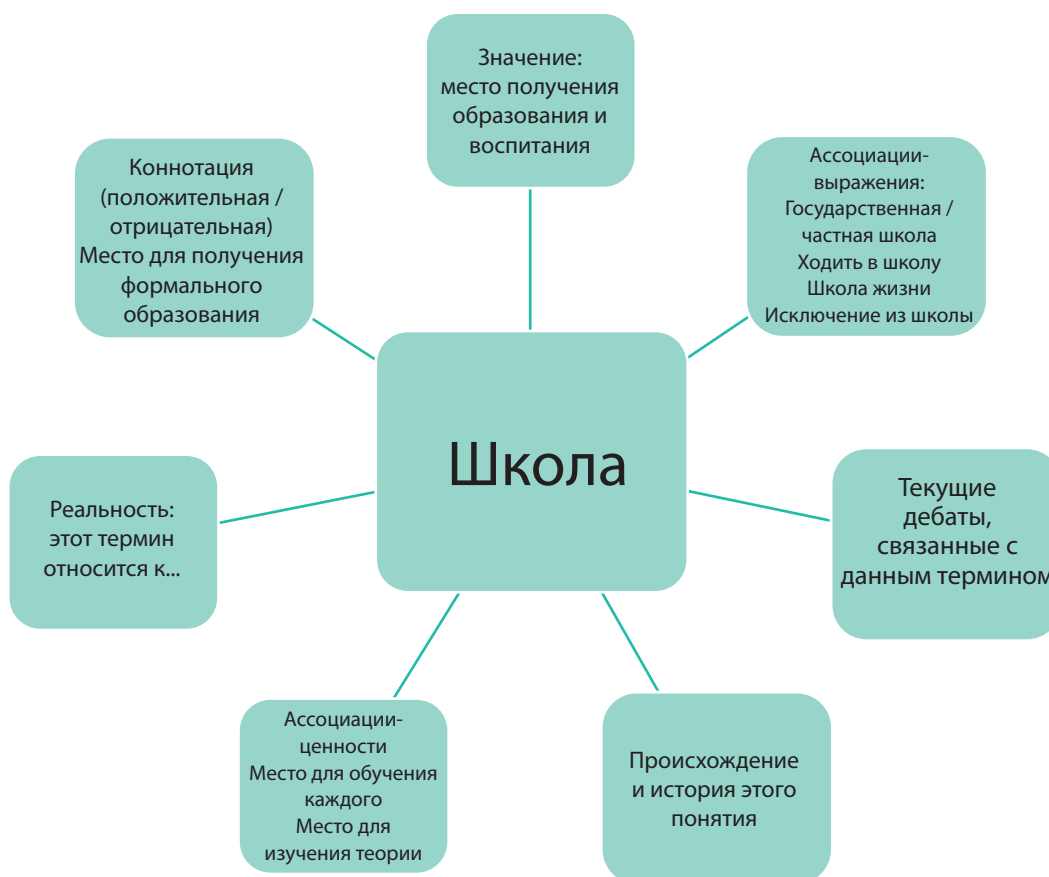 Значение:
место получения
образования и
воспитания
Коннотация
(положительная /
отрицательная)
Место для получения
формального
образования
Ассоциации-
выражения:
Государственная /
частная школа
Ходить в школу
Школа жизни
Исключение из школы
Школа
Реальность:
этот термин
относится к...
Текущие
дебаты,
связанные с
данным термином
Ассоциации-
ценности
Место для обучения
каждого
Место для
изучения теории
Происхождение
и история этого
понятия